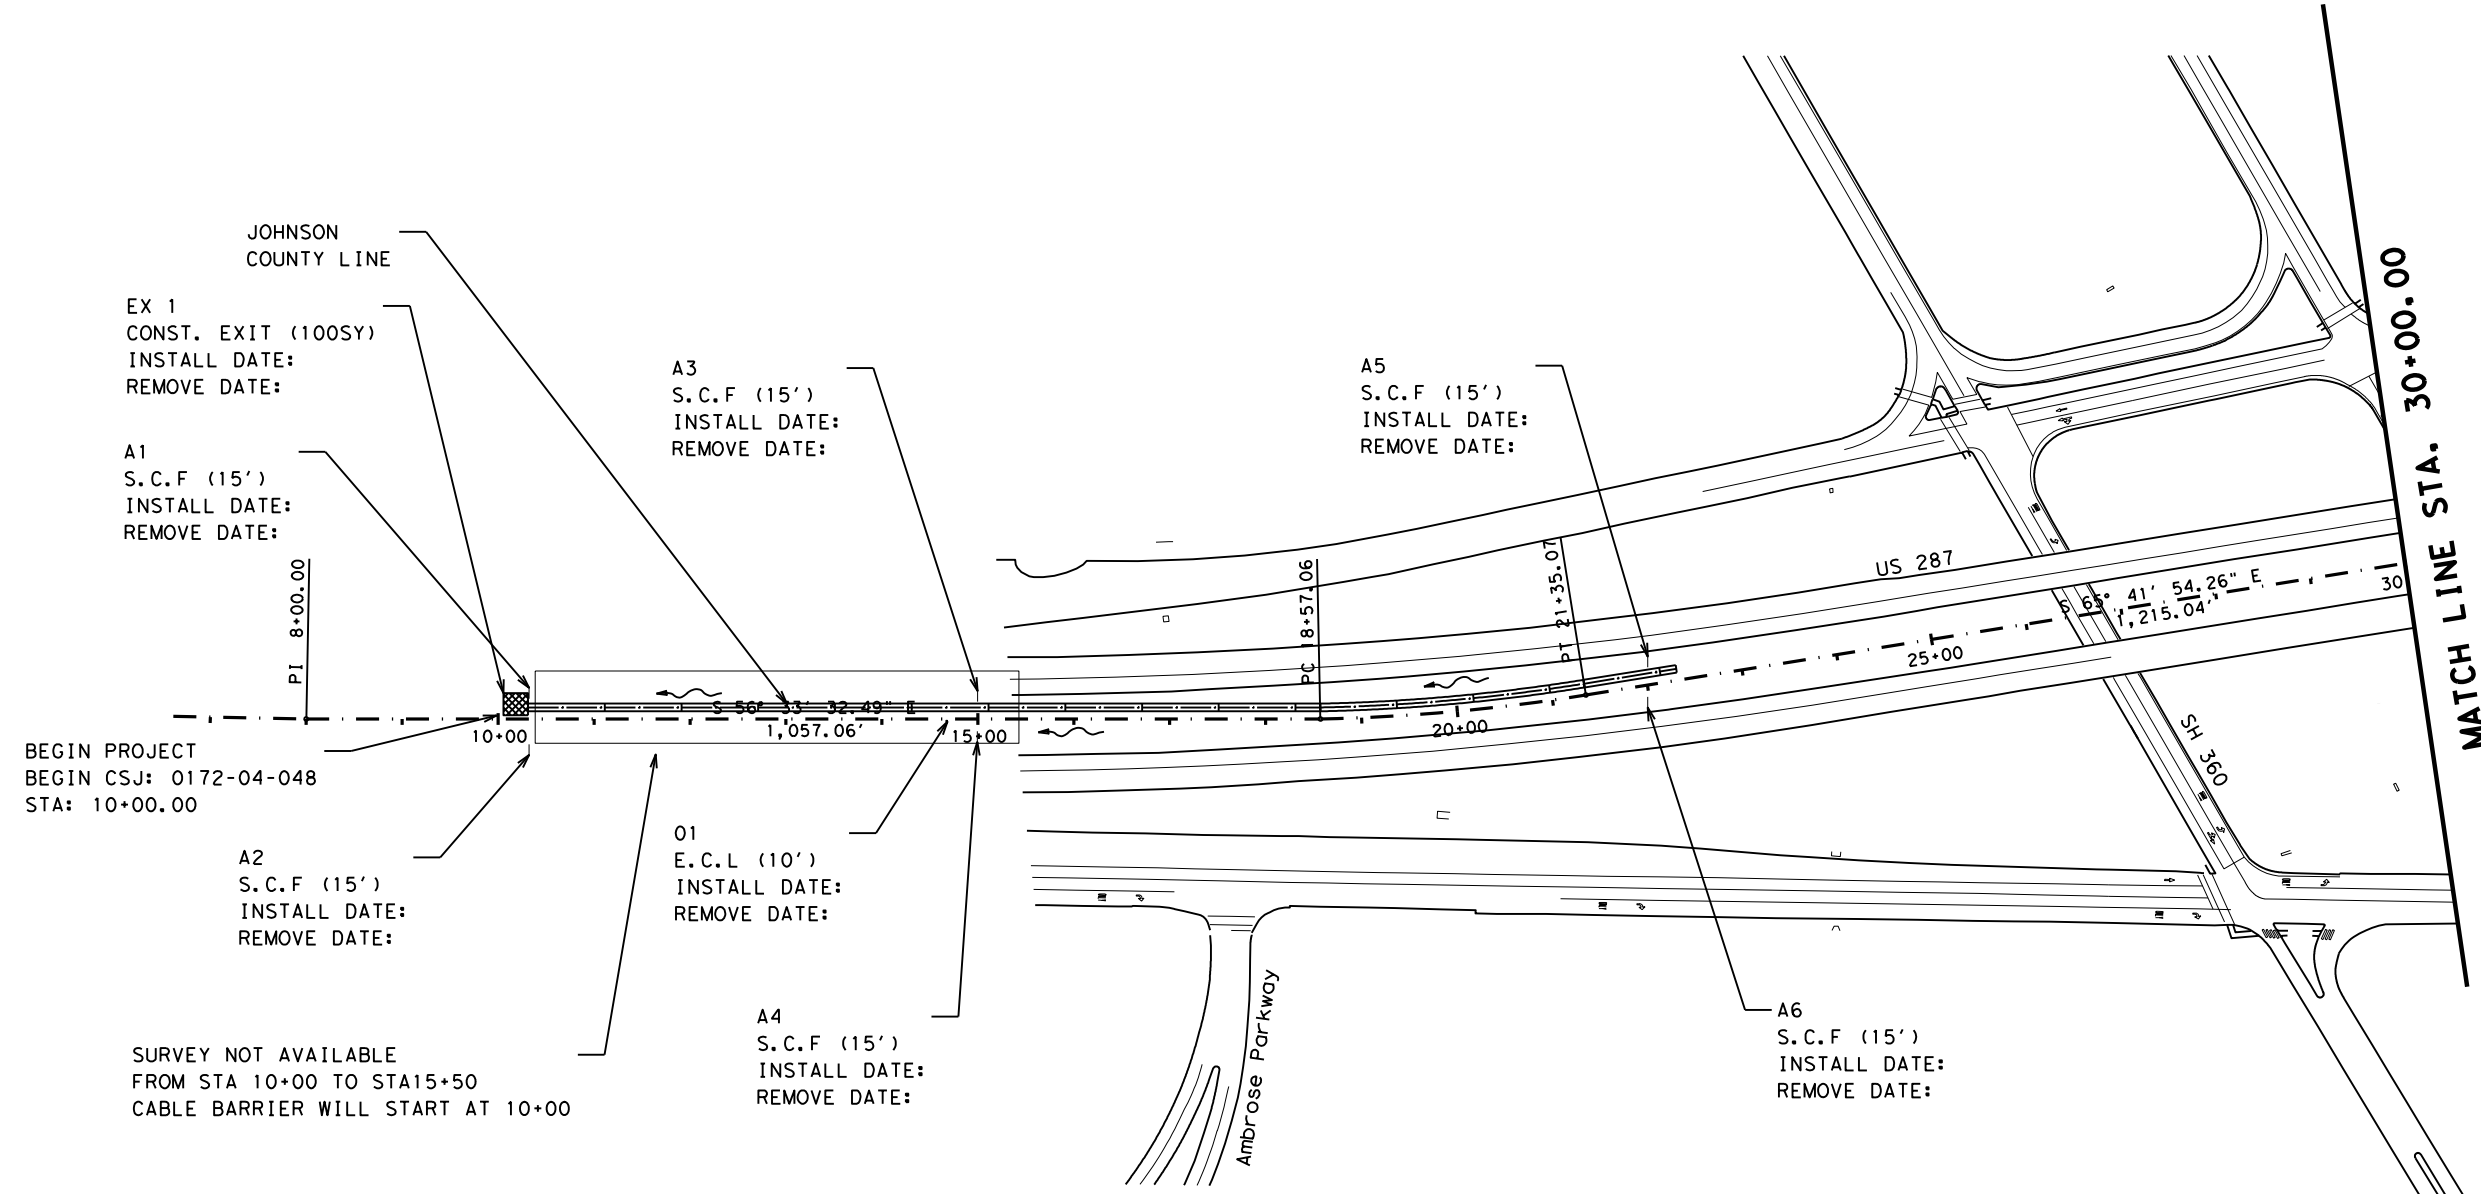 JOHNSON
COUNTY LINE
EX 1
CONST. EXIT (100SY)
INSTALL DATE:
REMOVE DATE:
A1
S.C.F (15')
INSTALL DATE:
REMOVE DATE:
A3
S.C.F (15')
INSTALL DATE:
REMOVE DATE:
A5
S.C.F (15')
INSTALL DATE:
REMOVE DATE:
MATCH LINE STA. 30+00.00
PI 8+00.00
PC 18+57.06
PT 21+35.07
US 287
S 65° 41' 54.26" E
1,215.04'
30
S 56° 33' 32.49" E
1,057.06'
10+00
15+00
20+00
25+00
SH 360
BEGIN PROJECT
BEGIN CSJ: 0172-04-048
STA: 10+00.00
A2
S.C.F (15')
INSTALL DATE:
REMOVE DATE:
O1
E.C.L (10')
INSTALL DATE:
REMOVE DATE:
A4
S.C.F (15')
INSTALL DATE:
REMOVE DATE:
A6
S.C.F (15')
INSTALL DATE:
REMOVE DATE:
SURVEY NOT AVAILABLE
FROM STA 10+00 TO STA15+50
CABLE BARRIER WILL START AT 10+00
Ambrose Parkway